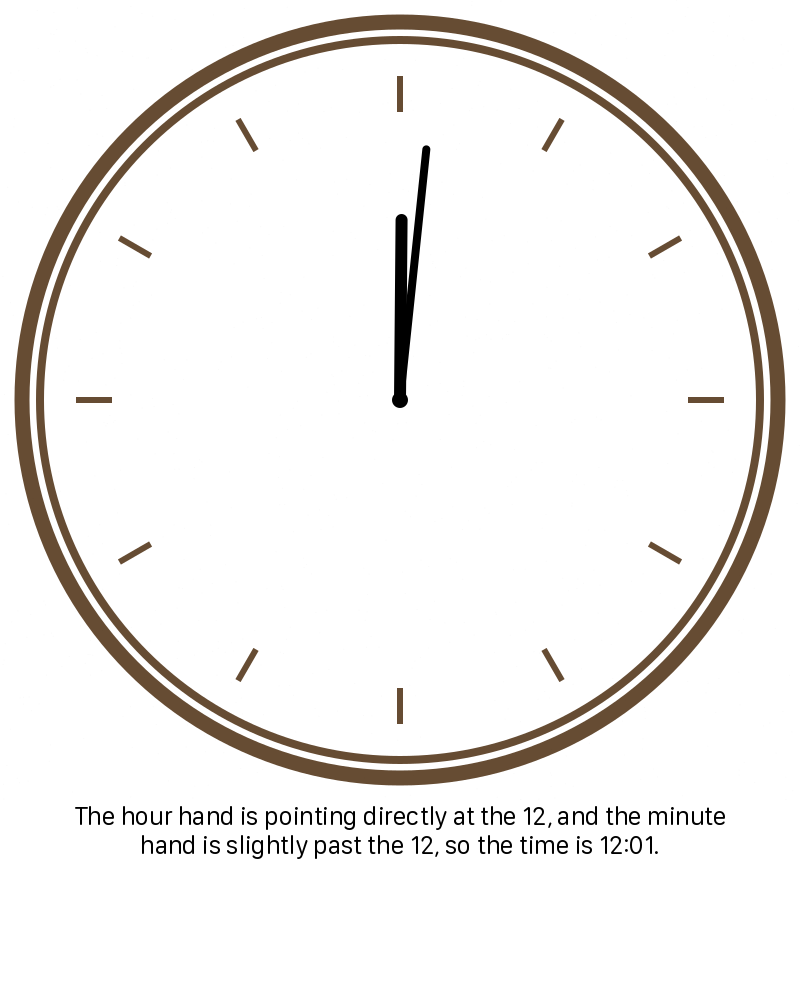 The hour hand is pointing directly at the 12, and the minute
hand is slightly past the 12, so the time is 12:01.